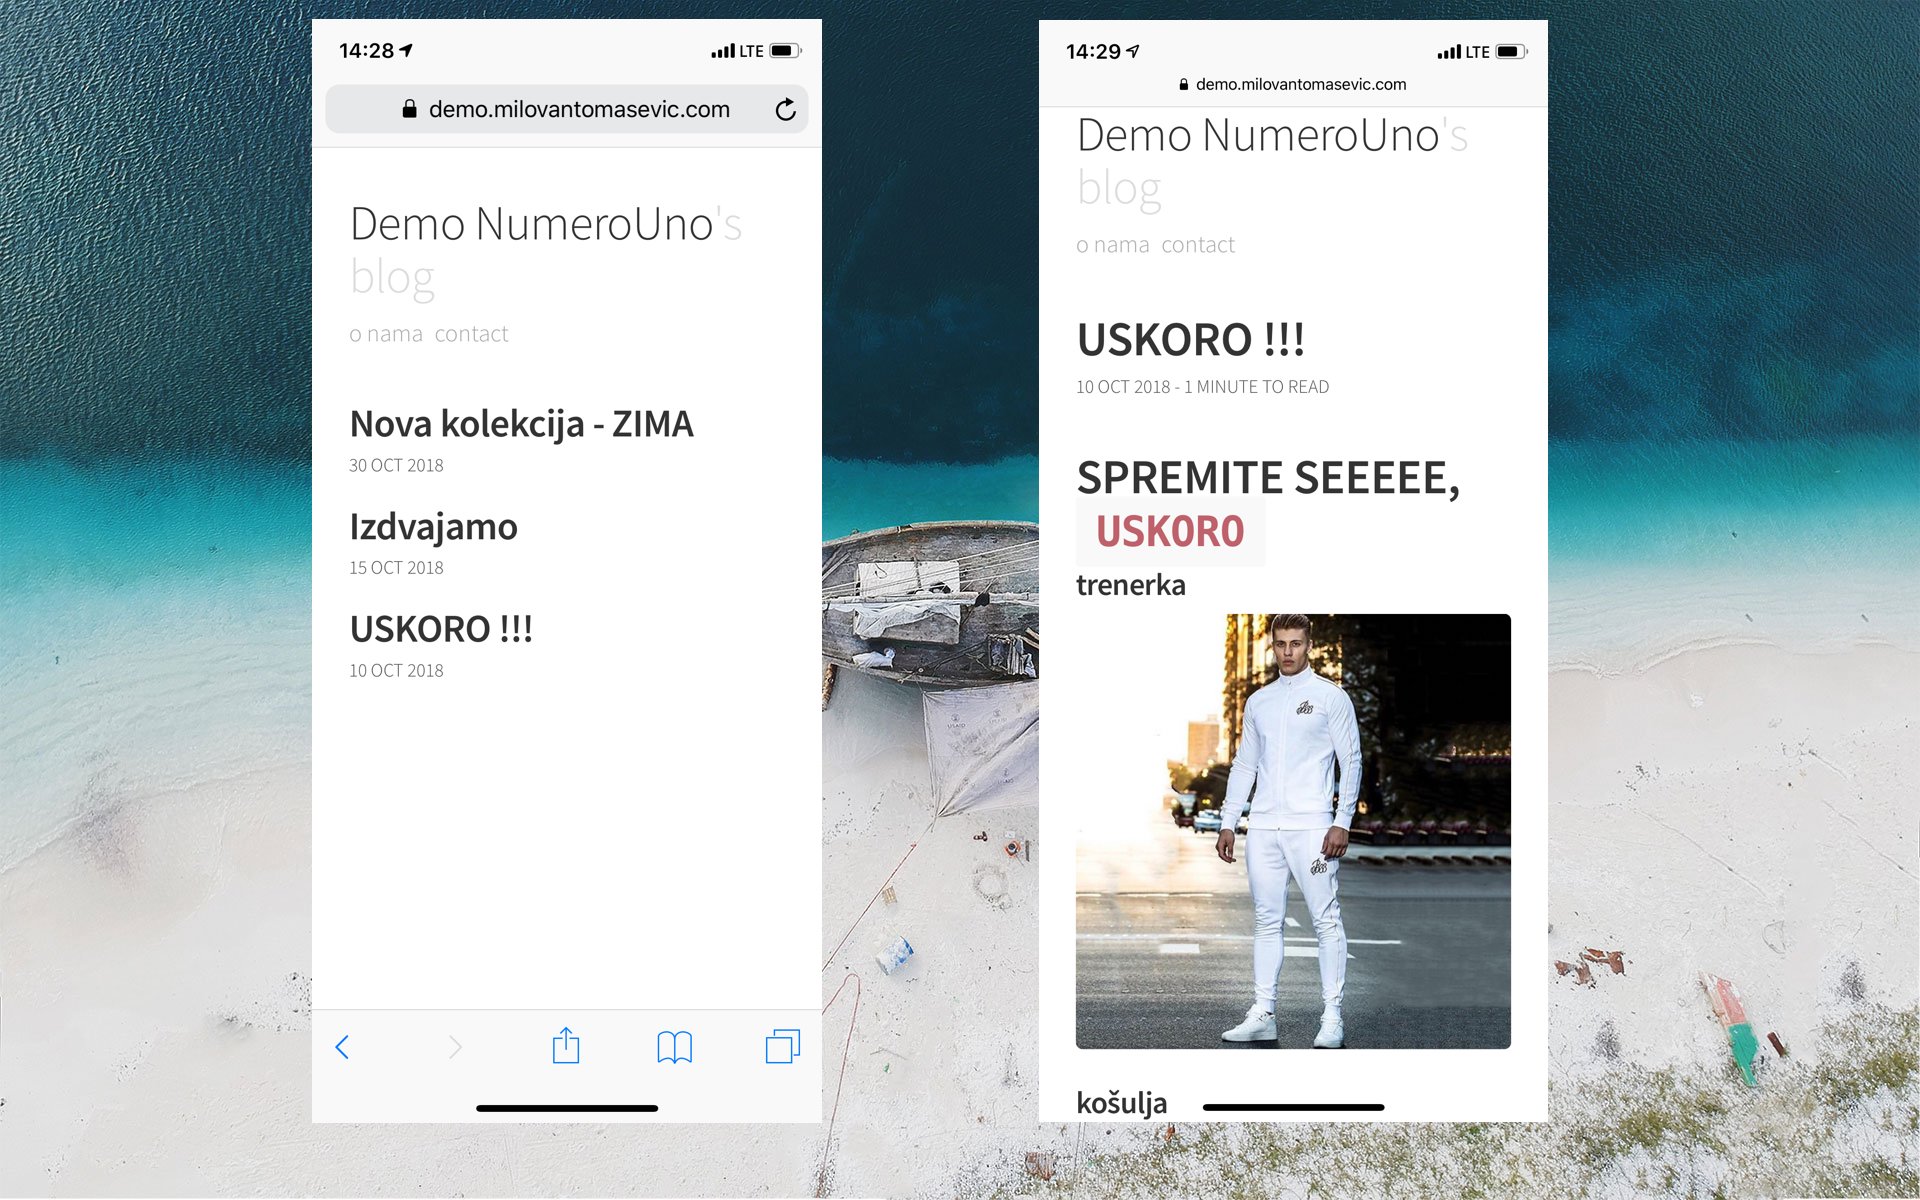 14:28
LTE
demo.milovantomasevic.com
Demo NumeroUno's
blog
o nama contact
Nova kolekcija - ZIMA
30 OCT 2018
Izdvajamo
15 OCT 2018
USKORO !!!
10 OCT 2018
14:29
LTE
demo.milovantomasevic.com
Demo NumeroUno's
blog
o nama contact
USKORO !!!
10 OCT 2018 - 1 MINUTE TO READ
SPREMITE SEEEEE,
USKORO
trenerka
košulja